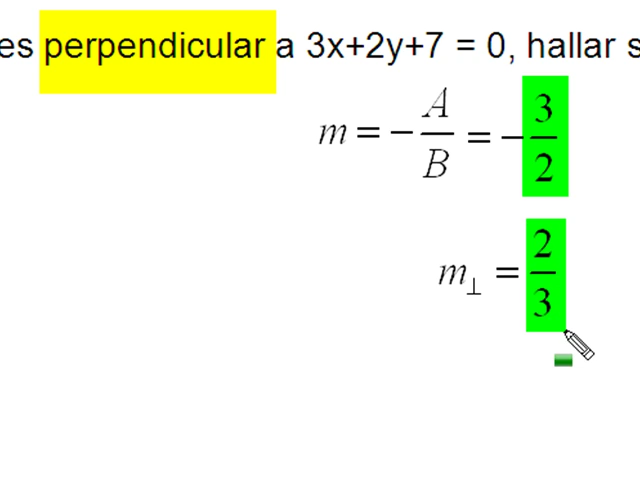 es perpendicular a 3x+2y+7 = 0, hallar s
m = − A/B = − 3/2
m⊥ = 2/3